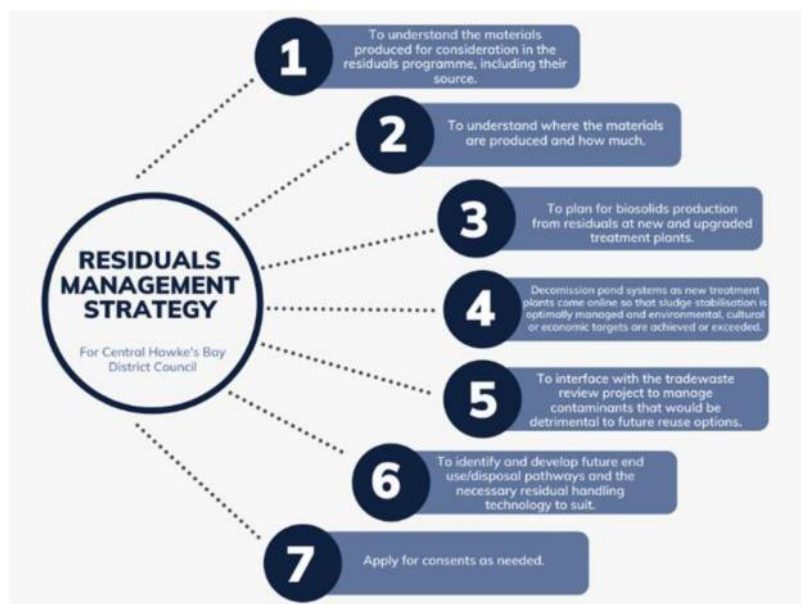 RESIDUALS
MANAGEMENT
STRATEGY
For Central Hawke's Bay
District Council
1
To understand the materials
produced for consideration in the
residuals programme, including their
source.
2
To understand where the materials
are produced and how much.
3
To plan for biosolids production
from residuals at new and upgraded
treatment plants.
4
Decomission pond systems as new treatment
plants come online so that sludge stabilisation is
optimally managed and environmental, cultural
or economic targets are achieved or exceeded.
5
To interface with the tradewaste
review project to manage
contaminants that would be
detrimental to future reuse options.
6
To identify and develop future end
use/disposal pathways and the
necessary residual handling
technology to suit.
7
Apply for consents as needed.